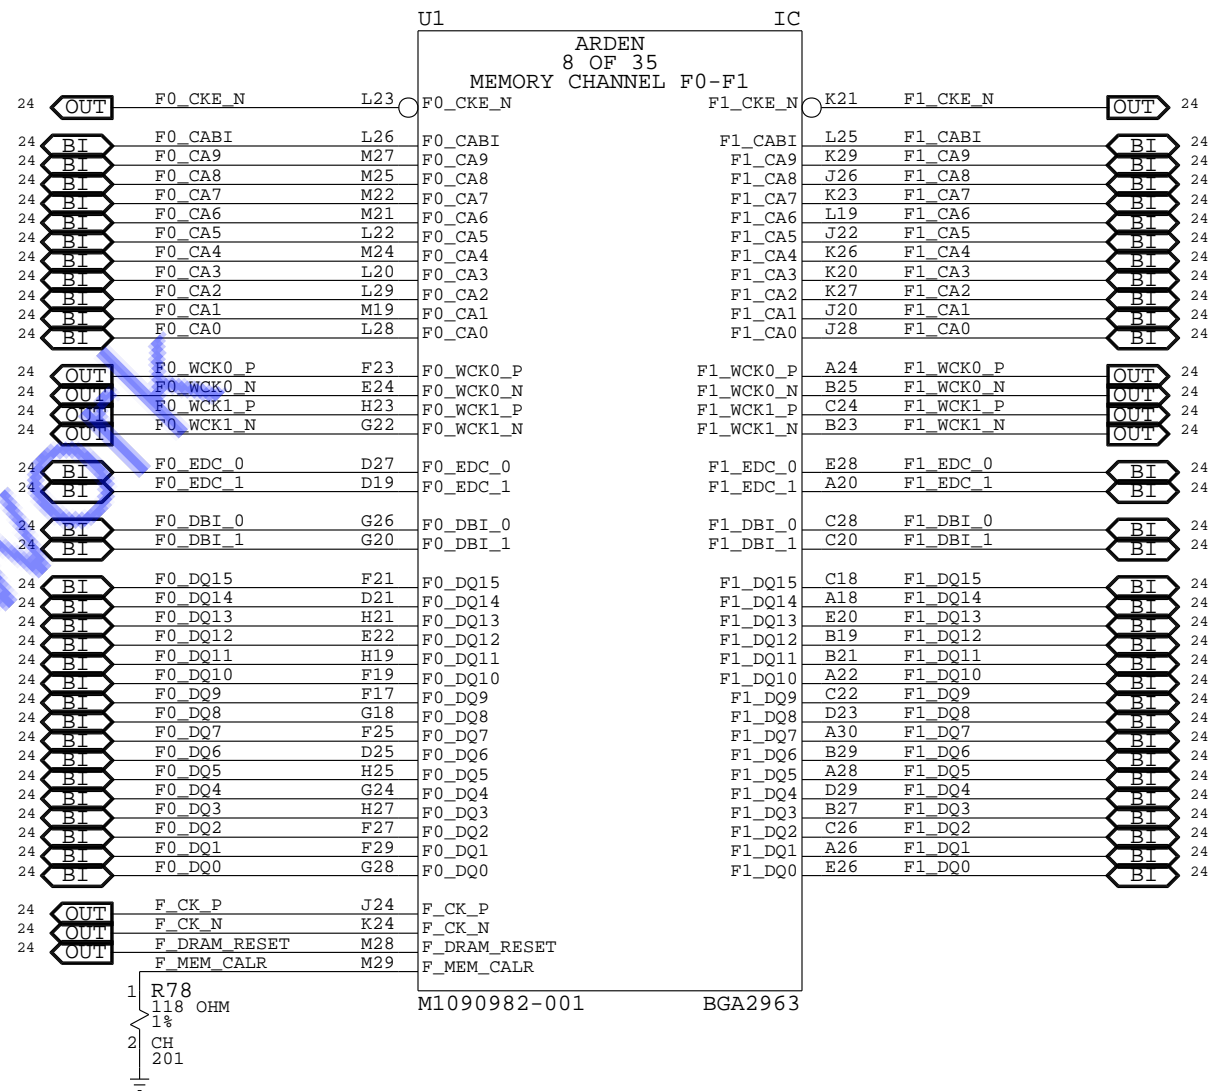 U1 IC
ARDEN
8 OF 35
MEMORY CHANNEL F0-F1
24 OUT F0_CKE_N L23 F0_CKE_N F1_CKE_N K21 F1_CKE_N OUT 24
24 BI F0_CABI L26 F0_CABI F1_CABI L25 F1_CABI BI 24
24 BI F0_CA9 M27 F0_CA9 F1_CA9 K29 F1_CA9 BI 24
24 BI F0_CA8 M25 F0_CA8 F1_CA8 J26 F1_CA8 BI 24
24 BI F0_CA7 M22 F0_CA7 F1_CA7 K23 F1_CA7 BI 24
24 BI F0_CA6 M21 F0_CA6 F1_CA6 L19 F1_CA6 BI 24
24 BI F0_CA5 L22 F0_CA5 F1_CA5 J22 F1_CA5 BI 24
24 BI F0_CA4 M24 F0_CA4 F1_CA4 K26 F1_CA4 BI 24
24 BI F0_CA3 L20 F0_CA3 F1_CA3 K20 F1_CA3 BI 24
24 BI F0_CA2 L29 F0_CA2 F1_CA2 K27 F1_CA2 BI 24
24 BI F0_CA1 M19 F0_CA1 F1_CA1 J20 F1_CA1 BI 24
24 BI F0_CA0 L28 F0_CA0 F1_CA0 J28 F1_CA0 BI 24
24 OUT F0_WCK0_P F23 F0_WCK0_P F1_WCK0_P A24 F1_WCK0_P OUT 24
24 OUT F0_WCK0_N E24 F0_WCK0_N F1_WCK0_N B25 F1_WCK0_N OUT 24
24 OUT F0_WCK1_P H23 F0_WCK1_P F1_WCK1_P C24 F1_WCK1_P OUT 24
24 OUT F0_WCK1_N G22 F0_WCK1_N F1_WCK1_N B23 F1_WCK1_N OUT 24
24 BI F0_EDC_0 D27 F0_EDC_0 F1_EDC_0 E28 F1_EDC_0 BI 24
24 BI F0_EDC_1 D19 F0_EDC_1 F1_EDC_1 A20 F1_EDC_1 BI 24
24 BI F0_DBI_0 G26 F0_DBI_0 F1_DBI_0 C28 F1_DBI_0 BI 24
24 BI F0_DBI_1 G20 F0_DBI_1 F1_DBI_1 C20 F1_DBI_1 BI 24
24 BI F0_DQ15 F21 F0_DQ15 F1_DQ15 C18 F1_DQ15 BI 24
24 BI F0_DQ14 D21 F0_DQ14 F1_DQ14 A18 F1_DQ14 BI 24
24 BI F0_DQ13 H21 F0_DQ13 F1_DQ13 E20 F1_DQ13 BI 24
24 BI F0_DQ12 E22 F0_DQ12 F1_DQ12 B19 F1_DQ12 BI 24
24 BI F0_DQ11 H19 F0_DQ11 F1_DQ11 B21 F1_DQ11 BI 24
24 BI F0_DQ10 F19 F0_DQ10 F1_DQ10 A22 F1_DQ10 BI 24
24 BI F0_DQ9 F17 F0_DQ9 F1_DQ9 C22 F1_DQ9 BI 24
24 BI F0_DQ8 G18 F0_DQ8 F1_DQ8 D23 F1_DQ8 BI 24
24 BI F0_DQ7 F25 F0_DQ7 F1_DQ7 A30 F1_DQ7 BI 24
24 BI F0_DQ6 D25 F0_DQ6 F1_DQ6 B29 F1_DQ6 BI 24
24 BI F0_DQ5 H25 F0_DQ5 F1_DQ5 A28 F1_DQ5 BI 24
24 BI F0_DQ4 G24 F0_DQ4 F1_DQ4 D29 F1_DQ4 BI 24
24 BI F0_DQ3 H27 F0_DQ3 F1_DQ3 B27 F1_DQ3 BI 24
24 BI F0_DQ2 F27 F0_DQ2 F1_DQ2 C26 F1_DQ2 BI 24
24 BI F0_DQ1 F29 F0_DQ1 F1_DQ1 A26 F1_DQ1 BI 24
24 BI F0_DQ0 G28 F0_DQ0 F1_DQ0 E26 F1_DQ0 BI 24
24 OUT F_CK_P J24 F_CK_P
24 OUT F_CK_N K24 F_CK_N
24 OUT F_DRAM_RESET M28 F_DRAM_RESET
F_MEM_CALR M29 F_MEM_CALR
M1090982-001 BGA2963
1 R78
118 OHM
1%
2 CH
201
work